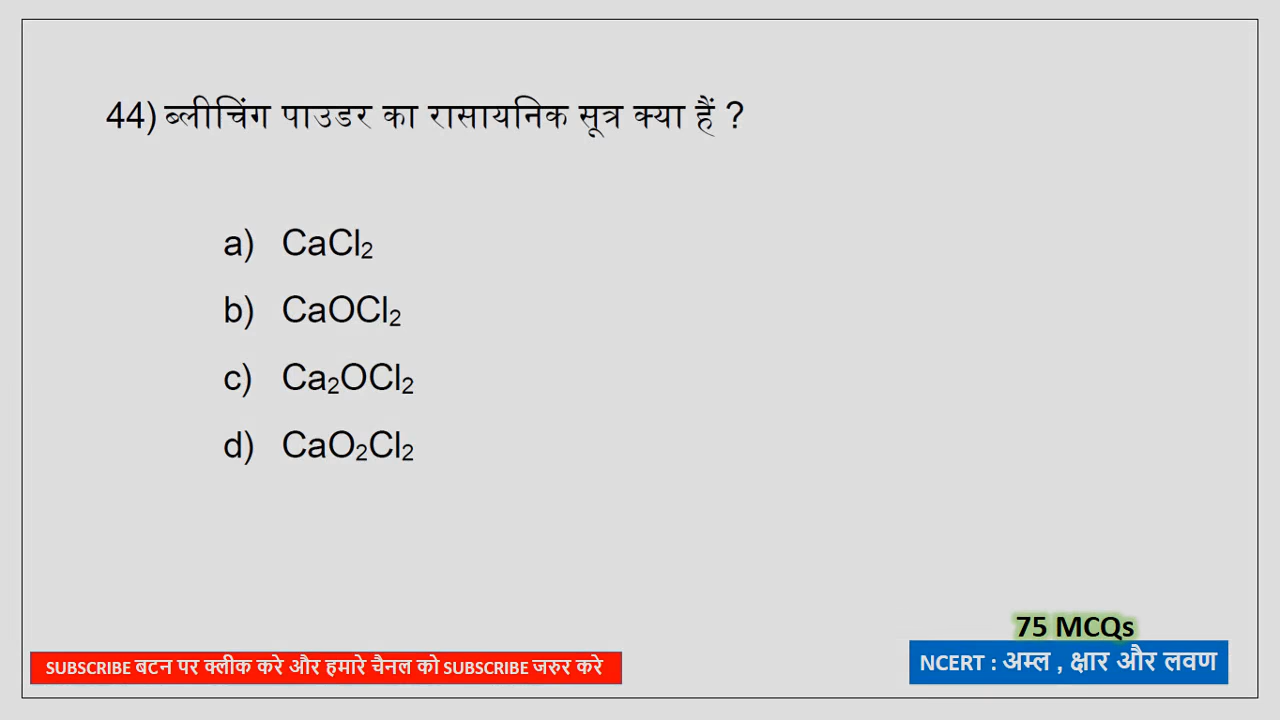 44) ब्लीचिंग पाउडर का रासायनिक सूत्र क्या हैं ?
a) CaCl₂
b) CaOCl₂
c) Ca₂OCl₂
d) CaO₂Cl₂
75 MCQs
SUBSCRIBE बटन पर क्लीक करे और हमारे चैनल को SUBSCRIBE जरुर करे
NCERT : अम्ल , क्षार और लवण